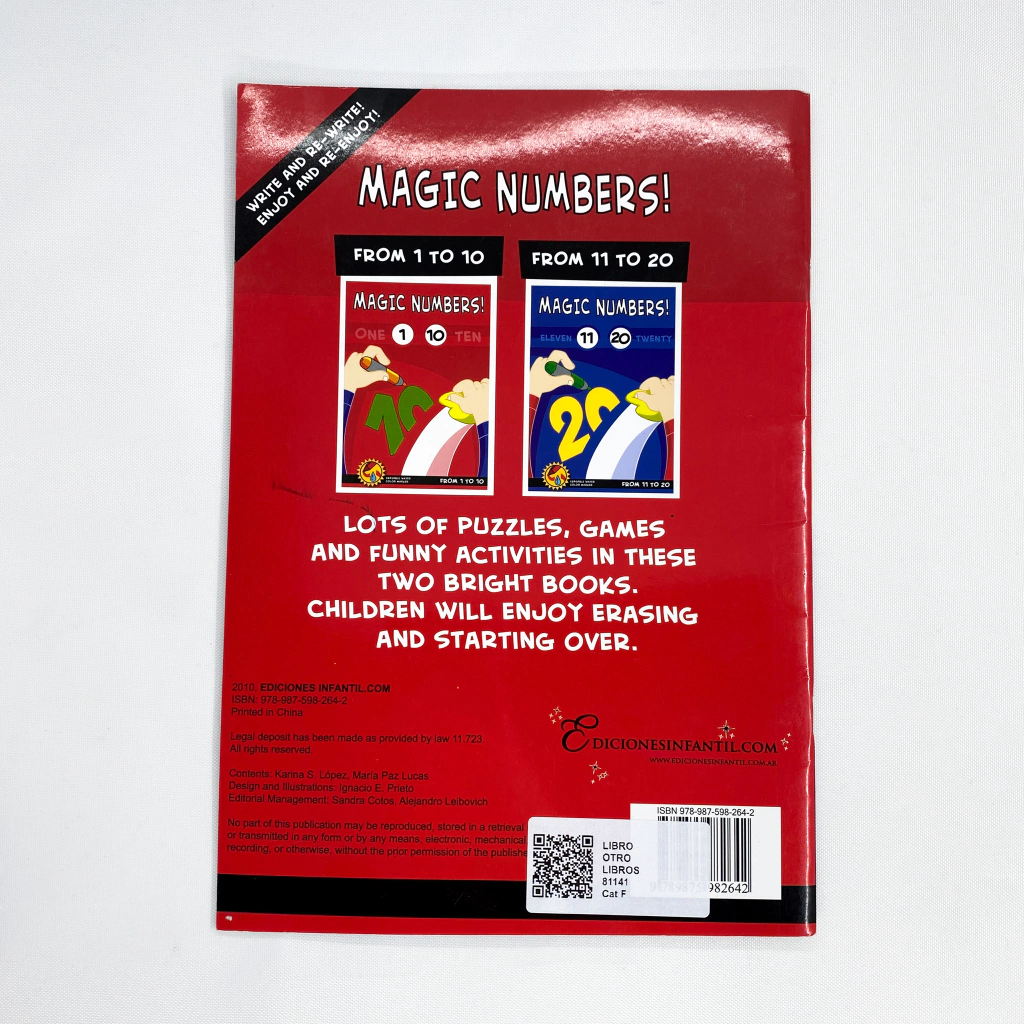 WRITE AND RE-WRITE!
ENJOY AND RE-ENJOY!
MAGIC NUMBERS!
FROM 1 TO 10
FROM 11 TO 20
MAGIC NUMBERS!
ONE 1 10 TEN
10
FROM 1 TO 10
MAGIC NUMBERS!
ELEVEN 11 20 TWENTY
20
FROM 11 TO 20
LOTS OF PUZZLES, GAMES
AND FUNNY ACTIVITIES IN THESE
TWO BRIGHT BOOKS.
CHILDREN WILL ENJOY ERASING
AND STARTING OVER.
2010, EDICIONES INFANTIL.COM
ISBN: 978-987-598-264-2
Printed in China
Legal deposit has been made as provided by law 11.723.
All rights reserved.
Contents: Karina S. López, María Paz Lucas
Design and Illustrations: Ignacio E. Prieto
Editorial Management: Sandra Cotos, Alejandro Leibovich
No part of this publication may be reproduced, stored in a retrieval
or transmitted in any form or by any means, electronic, mechanical,
recording, or otherwise, without the prior permission of the publishe
EDICIONESINFANTIL.COM
WWW.EDICIONESINFANTIL.COM.AR
ISBN 978-987-598-264-2
9 789875 982642
LIBRO
OTRO
LIBROS
81141
Cat F